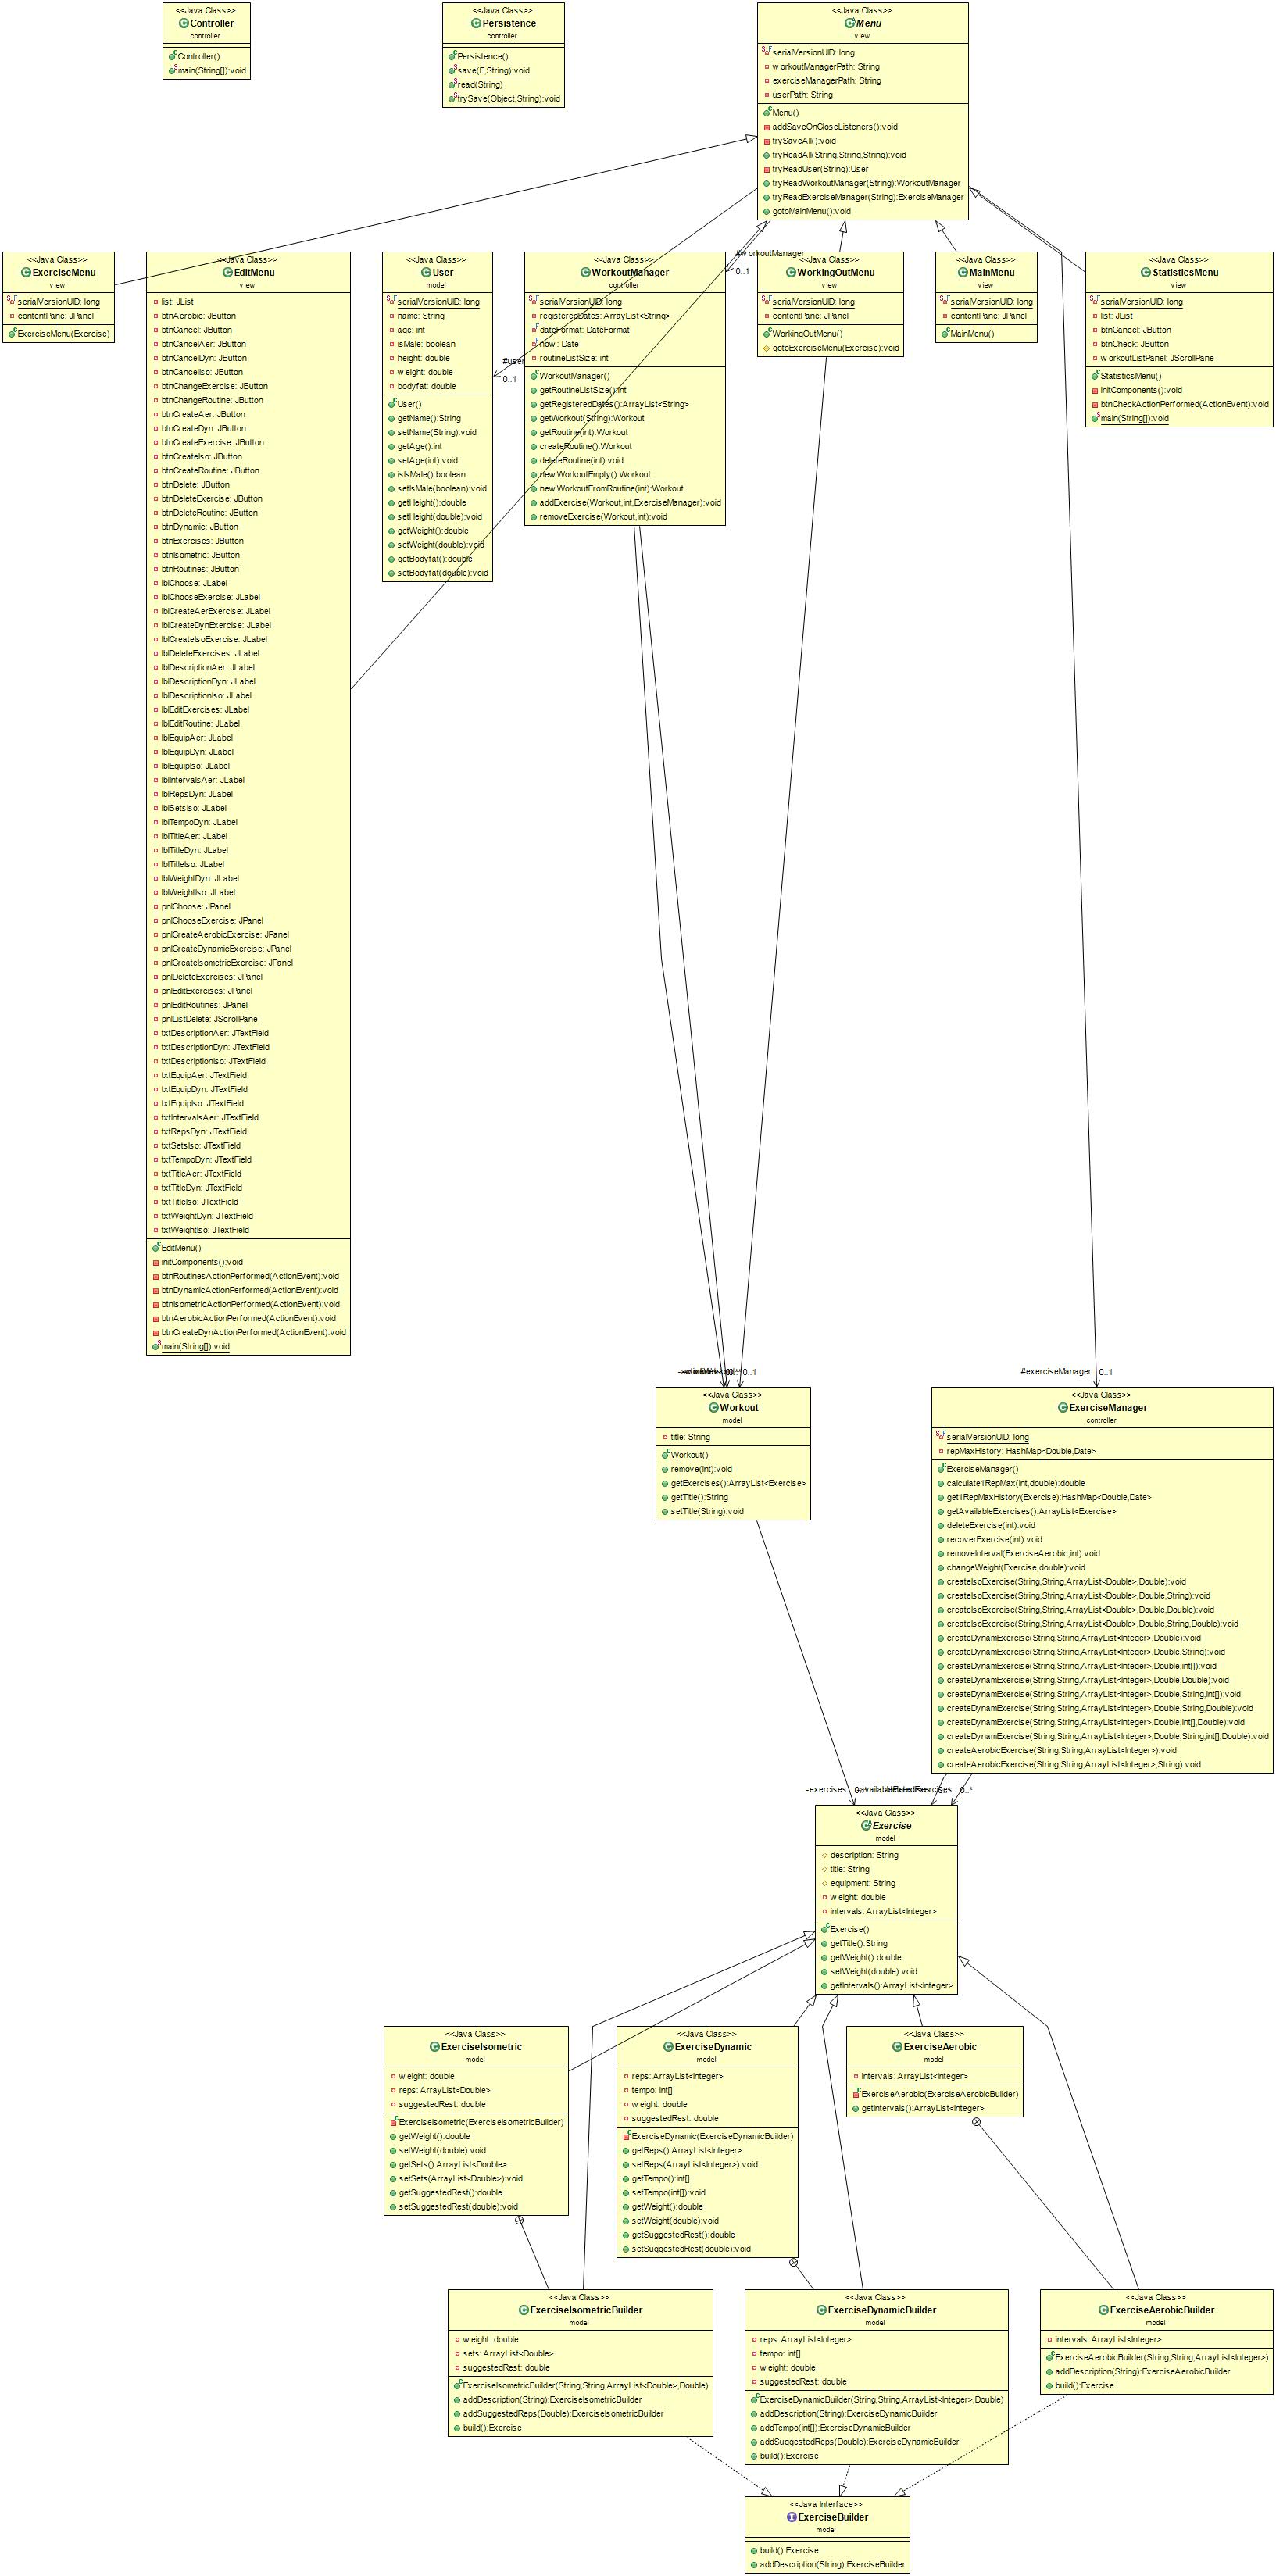 <<Java Class>>
Controller
controller
Controller()
main(String[]):void
<<Java Class>>
Persistence
controller
Persistence()
save(E,String):void
read(String)
trySave(Object,String):void
<<Java Class>>
Menu
view
serialVersionUID: long
workoutManagerPath: String
exerciseManagerPath: String
userPath: String
Menu()
addSaveOnCloseListeners():void
trySaveAll():void
tryReadAll(String,String,String):void
tryReadUser(String):User
tryReadWorkoutManager(String):WorkoutManager
tryReadExerciseManager(String):ExerciseManager
gotoMainMenu():void
<<Java Class>>
ExerciseMenu
view
serialVersionUID: long
contentPane: JPanel
ExerciseMenu(Exercise)
<<Java Class>>
EditMenu
view
list: JList
btnAerobic: JButton
btnCancel: JButton
btnCancelAer: JButton
btnCancelDyn: JButton
btnCancelIso: JButton
btnChangeExercise: JButton
btnChangeRoutine: JButton
btnCreateAer: JButton
btnCreateDyn: JButton
btnCreateExercise: JButton
btnCreateIso: JButton
btnCreateRoutine: JButton
btnDelete: JButton
btnDeleteExercise: JButton
btnDeleteRoutine: JButton
btnDynamic: JButton
btnExercises: JButton
btnIsometric: JButton
btnRoutines: JButton
lblChoose: JLabel
lblChooseExercise: JLabel
lblCreateAerExercise: JLabel
lblCreateDynExercise: JLabel
lblCreateIsoExercise: JLabel
lblDeleteExercises: JLabel
lblDescriptionAer: JLabel
lblDescriptionDyn: JLabel
lblDescriptionIso: JLabel
lblEditExercises: JLabel
lblEditRoutine: JLabel
lblEquipAer: JLabel
lblEquipDyn: JLabel
lblEquipIso: JLabel
lblIntervalsAer: JLabel
lblRepsDyn: JLabel
lblSetsIso: JLabel
lblTempoDyn: JLabel
lblTitleAer: JLabel
lblTitleDyn: JLabel
lblTitleIso: JLabel
lblWeightDyn: JLabel
lblWeightIso: JLabel
pnlChoose: JPanel
pnlChooseExercise: JPanel
pnlCreateAerobicExercise: JPanel
pnlCreateDynamicExercise: JPanel
pnlCreateIsometricExercise: JPanel
pnlDeleteExercises: JPanel
pnlEditExercises: JPanel
pnlEditRoutines: JPanel
pnlListDelete: JScrollPane
txtDescriptionAer: JTextField
txtDescriptionDyn: JTextField
txtDescriptionIso: JTextField
txtEquipAer: JTextField
txtEquipDyn: JTextField
txtEquipIso: JTextField
txtIntervalsAer: JTextField
txtRepsDyn: JTextField
txtSetsIso: JTextField
txtTempoDyn: JTextField
txtTitleAer: JTextField
txtTitleDyn: JTextField
txtTitleIso: JTextField
txtWeightDyn: JTextField
txtWeightIso: JTextField
EditMenu()
initComponents():void
btnRoutinesActionPerformed(ActionEvent):void
btnDynamicActionPerformed(ActionEvent):void
btnIsometricActionPerformed(ActionEvent):void
btnAerobicActionPerformed(ActionEvent):void
btnCreateDynActionPerformed(ActionEvent):void
main(String[]):void
<<Java Class>>
User
model
serialVersionUID: long
name: String
age: int
isMale: boolean
height: double
weight: double
bodyfat: double
User()
getName():String
setName(String):void
getAge():int
setAge(int):void
isIsMale():boolean
setIsMale(boolean):void
getHeight():double
setHeight(double):void
getWeight():double
setWeight(double):void
getBodyfat():double
setBodyfat(double):void
#user
0..1
<<Java Class>>
WorkoutManager
controller
serialVersionUID: long
registeredDates: ArrayList<String>
dateFormat: DateFormat
now: Date
routineListSize: int
WorkoutManager()
getRoutineListSize():int
getRegisteredDates():ArrayList<String>
getWorkout(String):Workout
getRoutine(int):Workout
createRoutine():Workout
deleteRoutine(int):void
newWorkoutEmpty():Workout
newWorkoutFromRoutine(int):Workout
addExercise(Workout,int,ExerciseManager):void
removeExercise(Workout,int):void
#workoutManager
0..1
<<Java Class>>
WorkingOutMenu
view
serialVersionUID: long
contentPane: JPanel
WorkingOutMenu()
gotoExerciseMenu(Exercise):void
<<Java Class>>
MainMenu
view
serialVersionUID: long
contentPane: JPanel
MainMenu()
<<Java Class>>
StatisticsMenu
view
serialVersionUID: long
list: JList
btnCancel: JButton
btnCheck: JButton
workoutListPanel: JScrollPane
StatisticsMenu()
initComponents():void
btnCheckActionPerformed(ActionEvent):void
main(String[]):void
0..1
<<Java Class>>
Workout
model
title: String
Workout()
remove(int):void
getExercises():ArrayList<Exercise>
getTitle():String
setTitle(String):void
#exerciseManager 0..1
<<Java Class>>
ExerciseManager
controller
serialVersionUID: long
repMaxHistory: HashMap<Double,Date>
ExerciseManager()
calculate1RepMax(int,double):double
get1RepMaxHistory(Exercise):HashMap<Double,Date>
getAvailableExercises():ArrayList<Exercise>
deleteExercise(int):void
recoverExercise(int):void
removeInterval(ExerciseAerobic,int):void
changeWeight(Exercise,double):void
createIsoExercise(String,String,ArrayList<Double>,Double):void
createIsoExercise(String,String,ArrayList<Double>,Double,String):void
createIsoExercise(String,String,ArrayList<Double>,Double,Double):void
createIsoExercise(String,String,ArrayList<Double>,Double,String,Double):void
createDynamExercise(String,String,ArrayList<Integer>,Double):void
createDynamExercise(String,String,ArrayList<Integer>,Double,String):void
createDynamExercise(String,String,ArrayList<Integer>,Double,int[]):void
createDynamExercise(String,String,ArrayList<Integer>,Double,Double):void
createDynamExercise(String,String,ArrayList<Integer>,Double,String,int[]):void
createDynamExercise(String,String,ArrayList<Integer>,Double,String,Double):void
createDynamExercise(String,String,ArrayList<Integer>,Double,int[],Double):void
createDynamExercise(String,String,ArrayList<Integer>,Double,String,int[],Double):void
createAerobicExercise(String,String,ArrayList<Integer>):void
createAerobicExercise(String,String,ArrayList<Integer>,String):void
-exercises
0..*
<<Java Class>>
Exercise
model
description: String
title: String
equipment: String
weight: double
intervals: ArrayList<Integer>
Exercise()
getTitle():String
getWeight():double
setWeight(double):void
getIntervals():ArrayList<Integer>
<<Java Class>>
ExerciseIsometric
model
weight: double
reps: ArrayList<Double>
suggestedRest: double
ExerciseIsometric(ExerciseIsometricBuilder)
getWeight():double
setWeight(double):void
getSets():ArrayList<Double>
setSets(ArrayList<Double>):void
getSuggestedRest():double
setSuggestedRest(double):void
<<Java Class>>
ExerciseDynamic
model
reps: ArrayList<Integer>
tempo: int[]
weight: double
suggestedRest: double
ExerciseDynamic(ExerciseDynamicBuilder)
getReps():ArrayList<Integer>
setReps(ArrayList<Integer>):void
getTempo():int[]
setTempo(int[]):void
getWeight():double
setWeight(double):void
getSuggestedRest():double
setSuggestedRest(double):void
<<Java Class>>
ExerciseAerobic
model
intervals: ArrayList<Integer>
ExerciseAerobic(ExerciseAerobicBuilder)
getIntervals():ArrayList<Integer>
<<Java Class>>
ExerciseIsometricBuilder
model
weight: double
sets: ArrayList<Double>
suggestedRest: double
ExerciseIsometricBuilder(String,String,ArrayList<Double>,Double)
addDescription(String):ExerciseIsometricBuilder
addSuggestedReps(Double):ExerciseIsometricBuilder
build():Exercise
<<Java Class>>
ExerciseDynamicBuilder
model
reps: ArrayList<Integer>
tempo: int[]
weight: double
suggestedRest: double
ExerciseDynamicBuilder(String,String,ArrayList<Integer>,Double)
addDescription(String):ExerciseDynamicBuilder
addTempo(int[]):ExerciseDynamicBuilder
addSuggestedReps(Double):ExerciseDynamicBuilder
build():Exercise
<<Java Class>>
ExerciseAerobicBuilder
model
intervals: ArrayList<Integer>
ExerciseAerobicBuilder(String,String,ArrayList<Integer>)
addDescription(String):ExerciseAerobicBuilder
build():Exercise
<<Java Interface>>
ExerciseBuilder
model
build():Exercise
addDescription(String):ExerciseBuilder